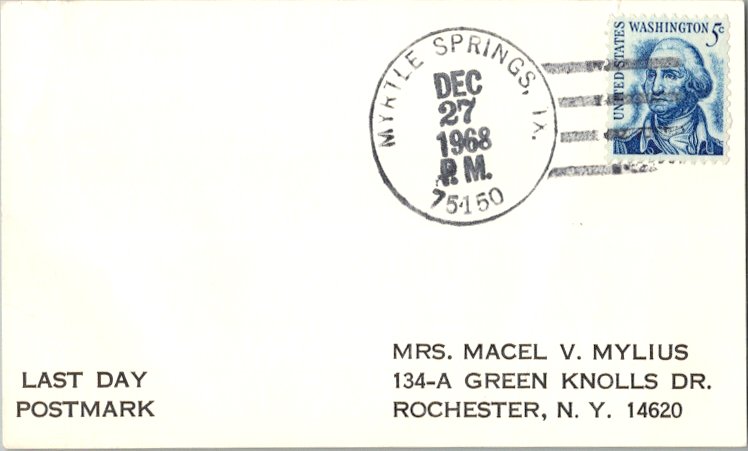 MYRTLE SPRINGS, TX.
DEC
27
1968
P.M.
75150
UNITED STATES
WASHINGTON 5c
LAST DAY
POSTMARK
MRS. MACEL V. MYLIUS
134-A GREEN KNOLLS DR.
ROCHESTER, N. Y. 14620